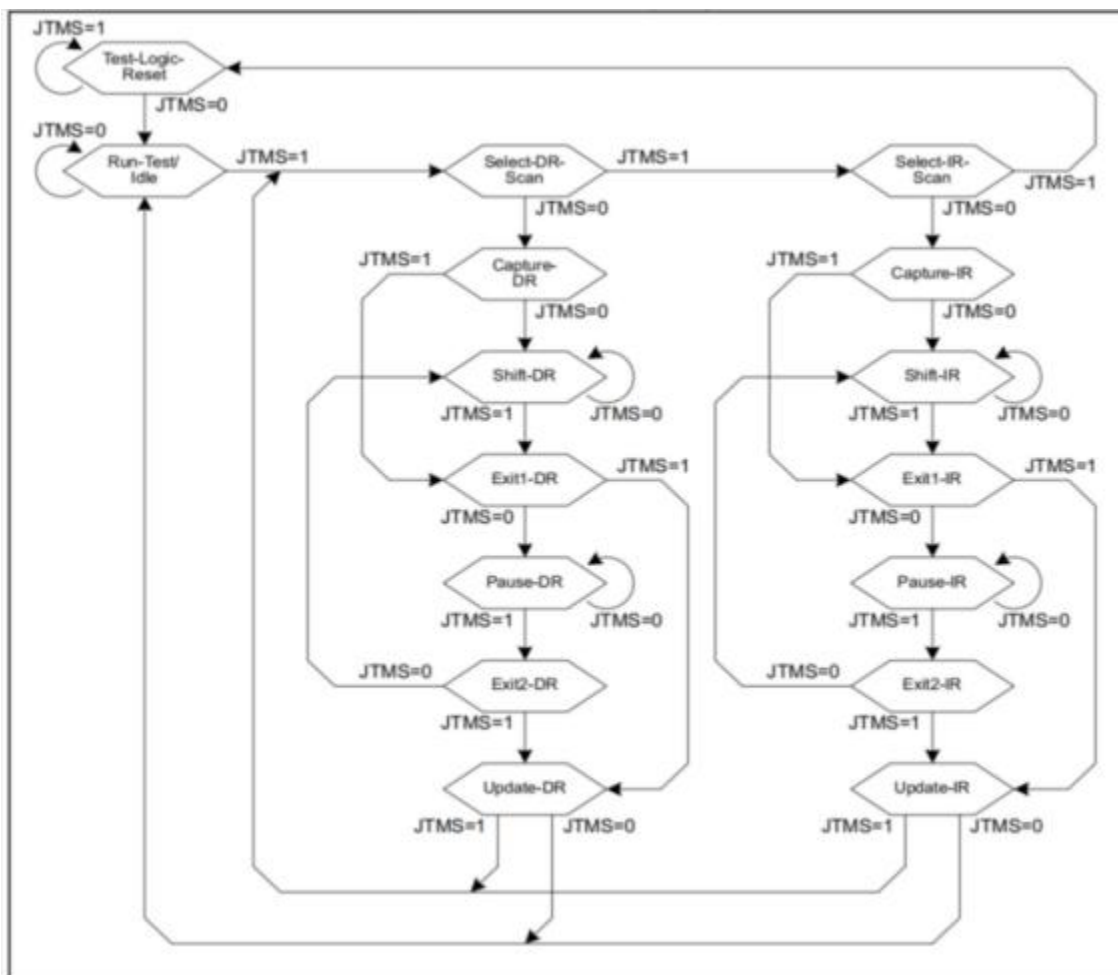 JTMS=1
Test-Logic-
Reset
JTMS=0
JTMS=0
Run-Test/
Idle
JTMS=1
Select-DR-
Scan
JTMS=1
Select-IR-
Scan
JTMS=1
JTMS=0
JTMS=0
JTMS=1
Capture-
DR
JTMS=1
Capture-IR
JTMS=0
JTMS=0
Shift-DR
Shift-IR
JTMS=1
JTMS=0
JTMS=1
JTMS=0
Exit1-DR
JTMS=1
Exit1-IR
JTMS=1
JTMS=0
JTMS=0
Pause-DR
Pause-IR
JTMS=1
JTMS=0
JTMS=1
JTMS=0
JTMS=0
Exit2-DR
JTMS=0
Exit2-IR
JTMS=1
JTMS=1
Update-DR
Update-IR
JTMS=1
JTMS=0
JTMS=1
JTMS=0